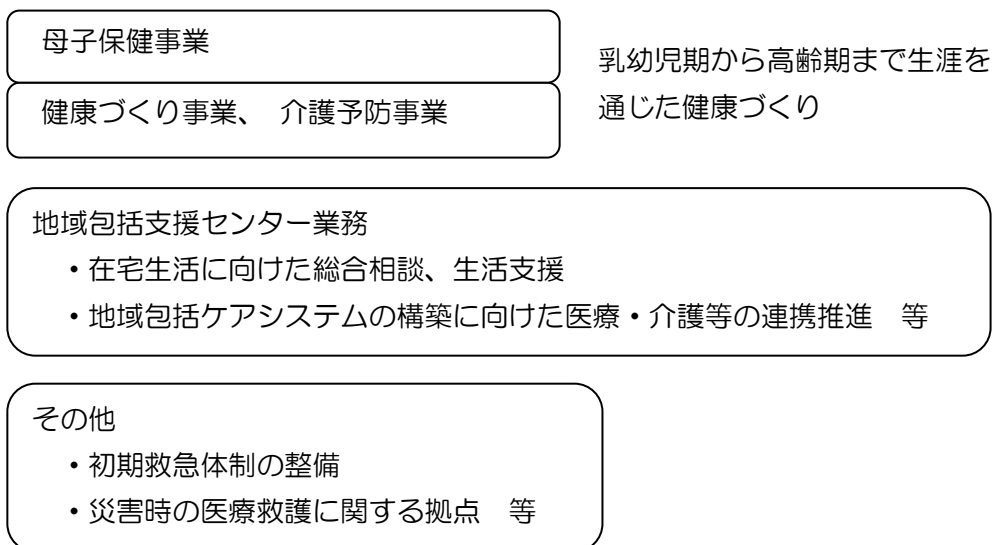 母子保健事業
健康づくり事業、　介護予防事業
乳幼児期から高齢期まで生涯を
通じた健康づくり
地域包括支援センター業務
・在宅生活に向けた総合相談、生活支援
・地域包括ケアシステムの構築に向けた医療・介護等の連携推進　等
その他
・初期救急体制の整備
・災害時の医療救護に関する拠点　等